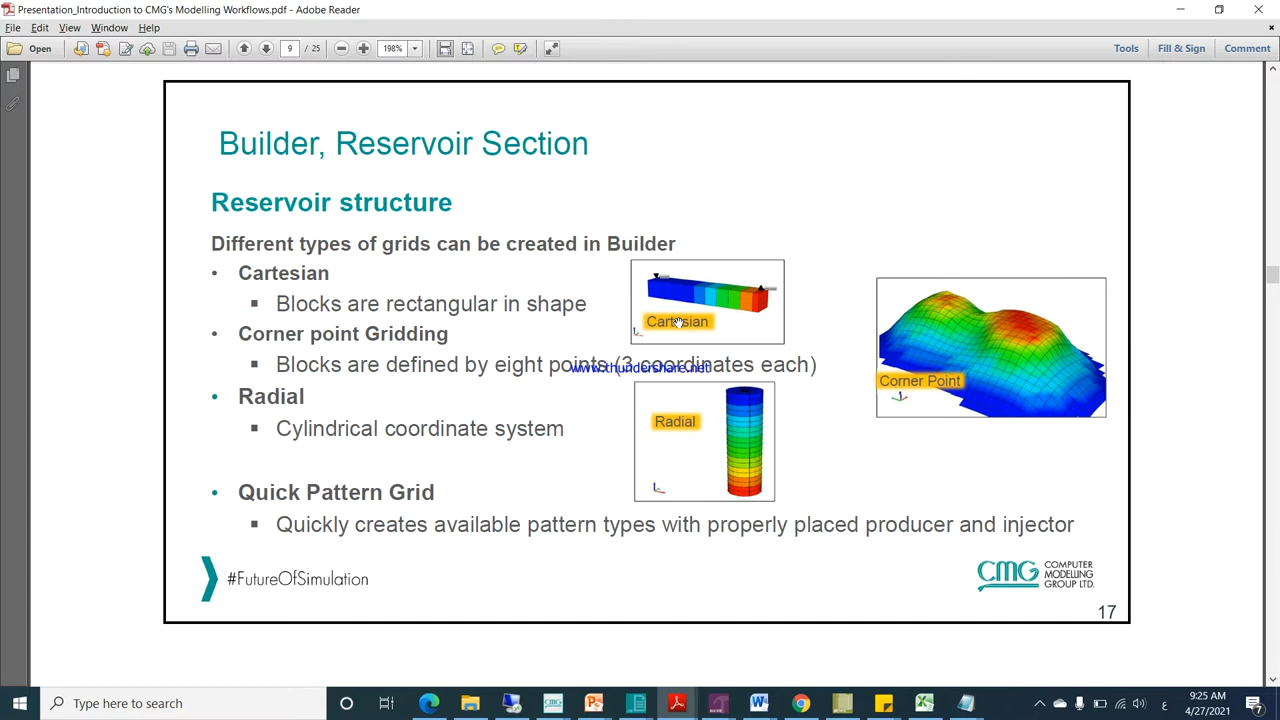 Presentation_Introduction to CMG's Modelling Workflows.pdf - Adobe Reader
File Edit View Window Help
Open 9 / 25 198% Tools Fill & Sign Comment
Builder, Reservoir Section
Reservoir structure
Different types of grids can be created in Builder
• Cartesian
▪ Blocks are rectangular in shape
Cartesian
• Corner point Gridding
▪ Blocks are defined by eight points (3 coordinates each)
www.thundershare.net
Corner Point
• Radial
▪ Cylindrical coordinate system
Radial
• Quick Pattern Grid
▪ Quickly creates available pattern types with properly placed producer and injector
#FutureOfSimulation
CMG COMPUTER
MODELLING
GROUP LTD.
17
Type here to search
9:25 AM
4/27/2021
ع